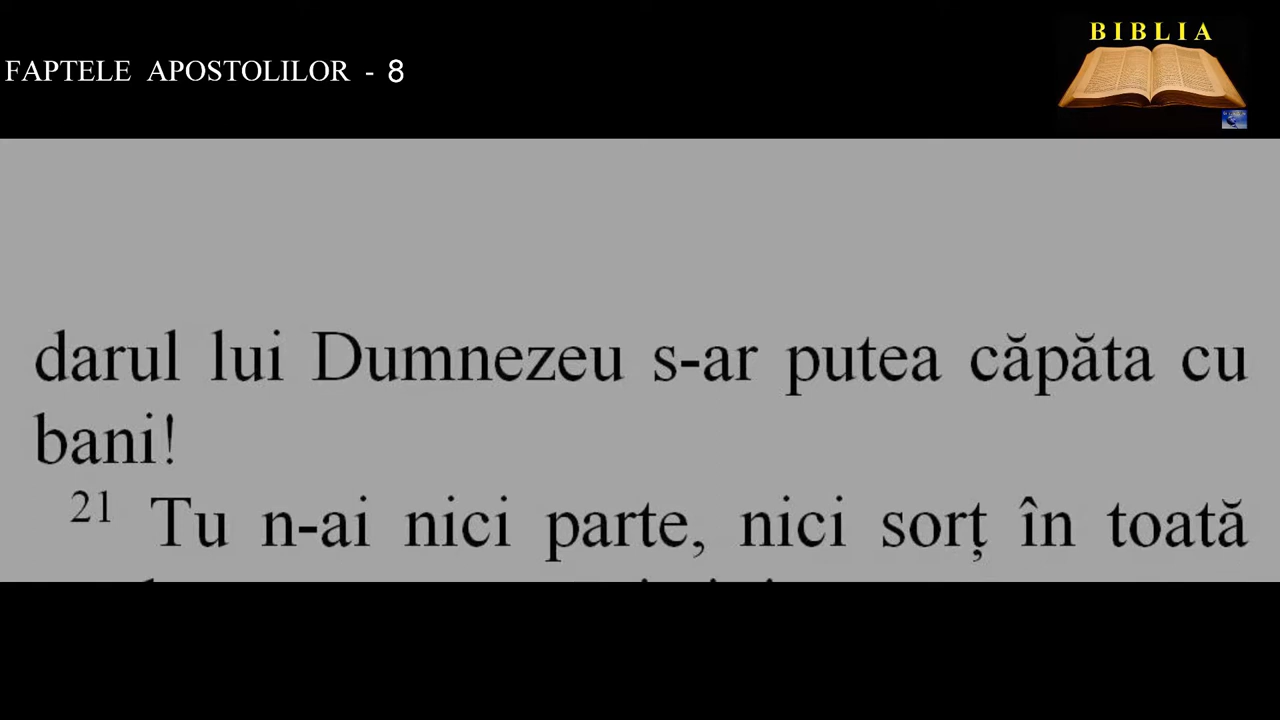 BIBLIA
FAPTELE APOSTOLILOR - 8
darul lui Dumnezeu s-ar putea căpăta cu
bani!
21 Tu n-ai nici parte, nici sorț în toată